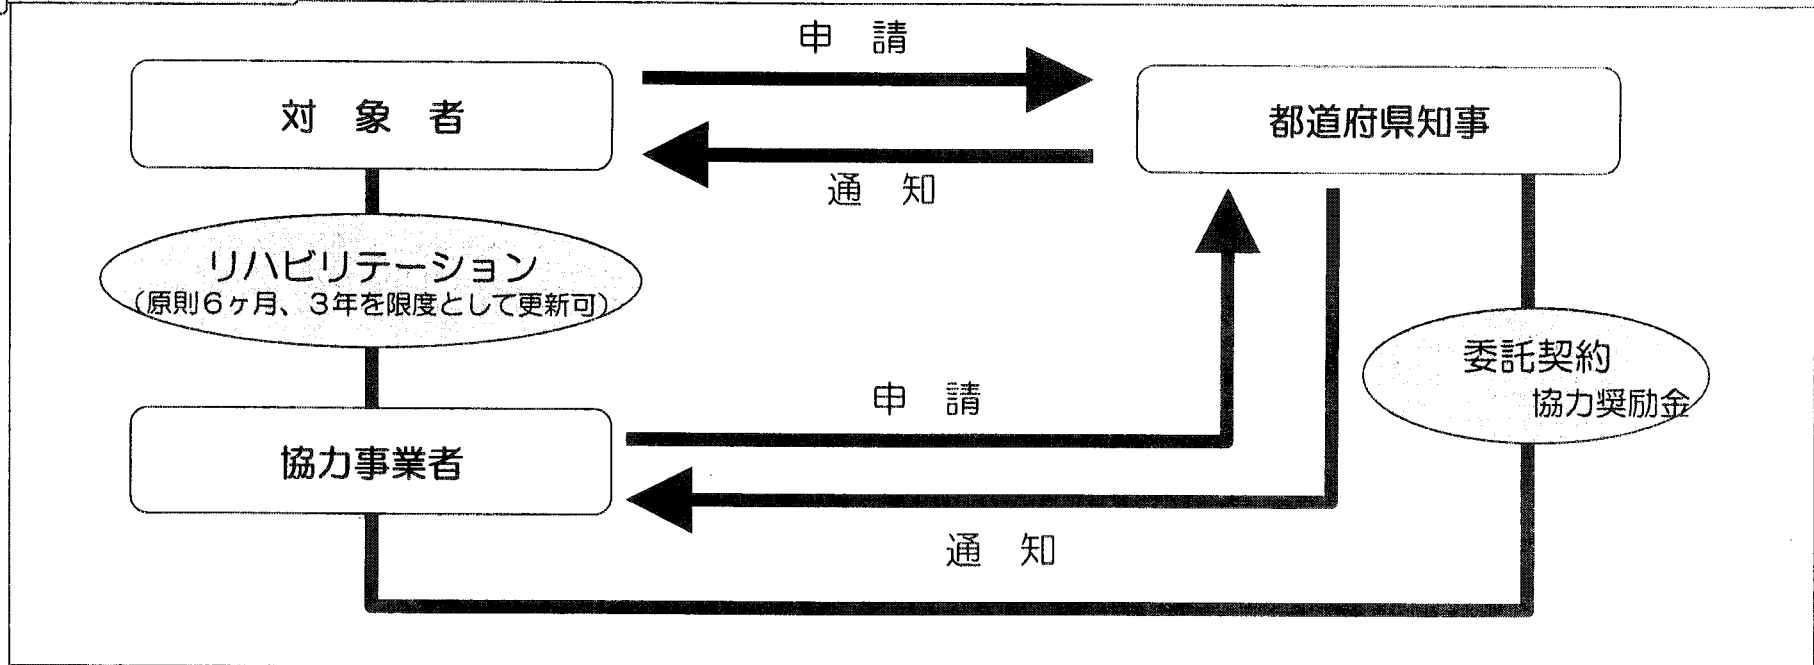 申 請
対 象 者
都道府県知事
通 知
リハビリテーション
(原則6ヶ月、3年を限度として更新可)
委託契約
協力奨励金
申 請
協力事業者
通 知